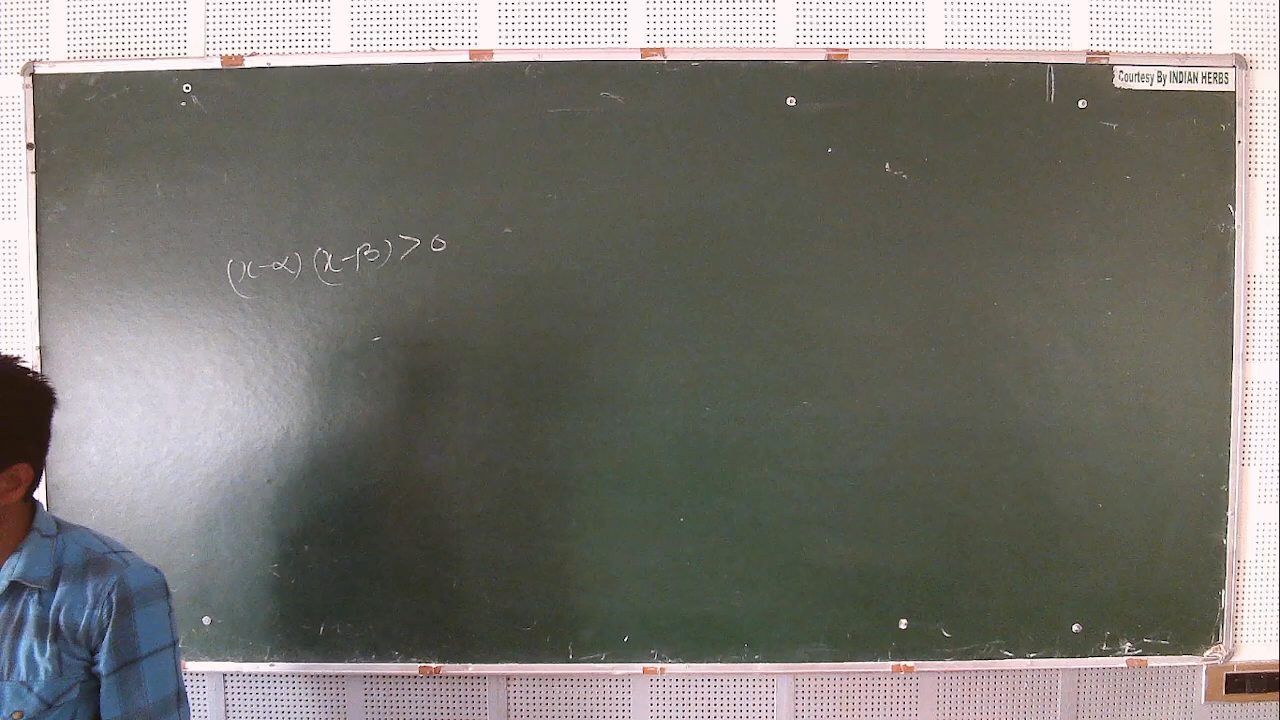 Courtesy By INDIAN HERBS
(x-α) (x-β) > 0